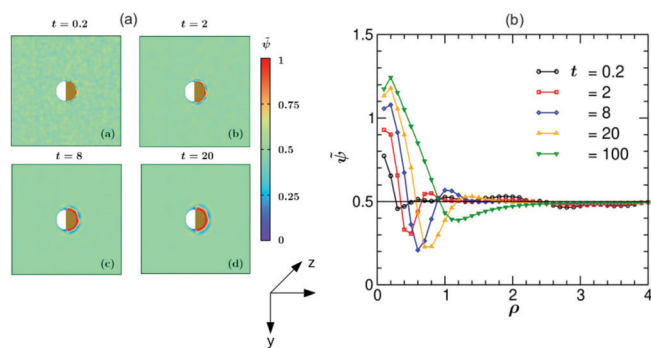 (a)
t = 0.2
t = 2
(a)
(b)
t = 8
t = 20
(c)
(d)
ψ̃
1
0.75
0.5
0.25
0
z
y
(b)
ψ̃
1.5
1
0.5
0
0
1
2
3
4
ρ
t = 0.2
= 2
= 8
= 20
= 100